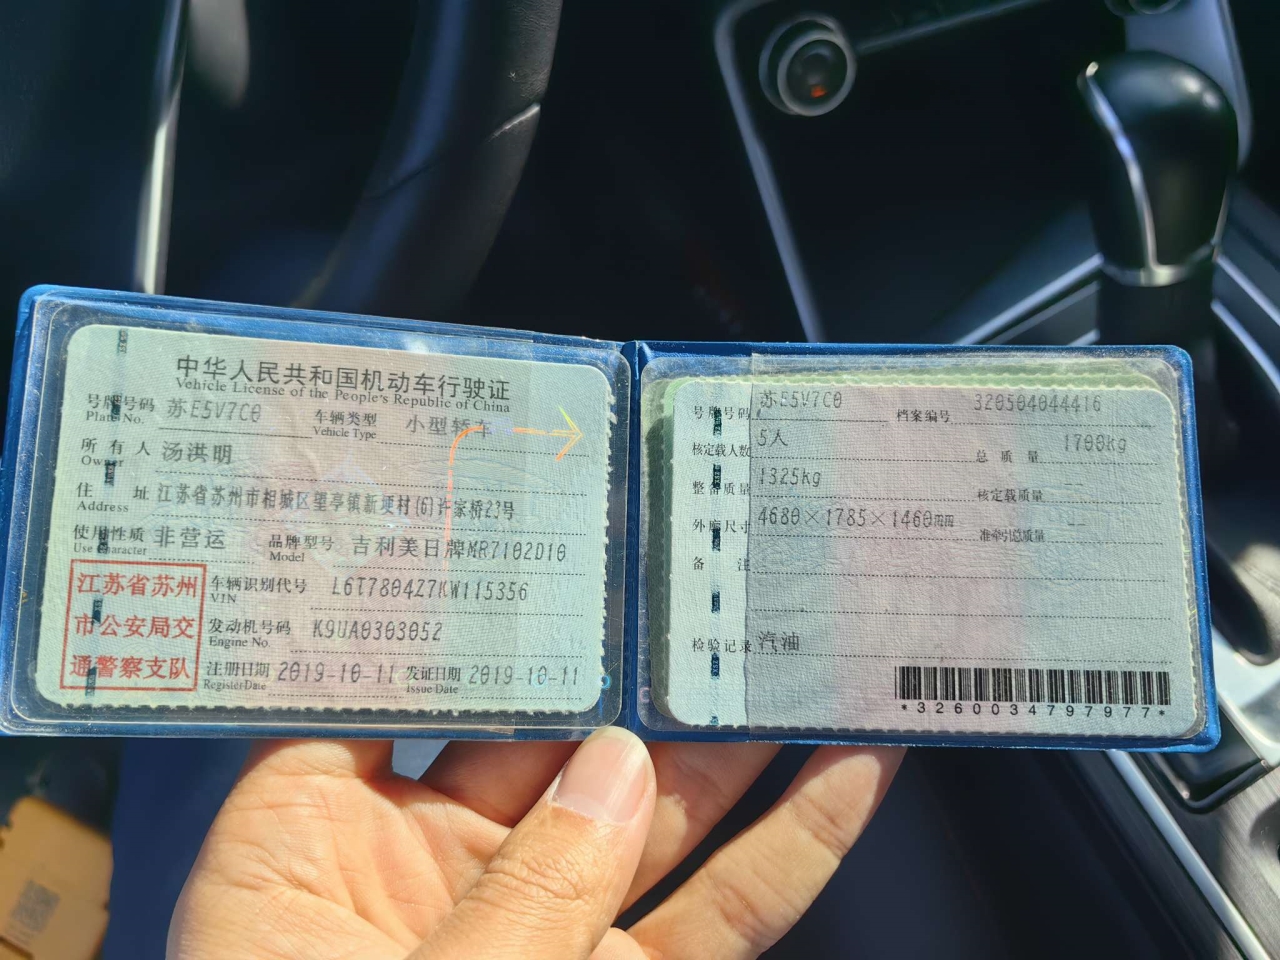 中华人民共和国机动车行驶证
Vehicle License of the People's Republic of China
号牌号码 苏E5V7C0 车辆类型 小型轿车
Plate No. Vehicle Type
所有人 汤洪明
Owner
住址 江苏省苏州市相城区望亭镇新埂村(6)许家桥23号
Address
使用性质 非营运 品牌型号 吉利美日牌MR7102D10
Use Character Model
江苏省苏州
市公安局交
通警察支队
车辆识别代号 L6T7804Z7KW115356
VIN
发动机号码 K9UA0303052
Engine No.
注册日期 2019-10-11 发证日期 2019-10-11
Register Date Issue Date
号牌号码 苏E5V7C0 档案编号 320504044416
核定载人数 5人 总质量 1700kg
整备质量 1325kg 核定载质量 --
外廓尺寸 4680×1785×1460mm 准牵引总质量 --
备注
检验记录 汽油
*3260034797977*